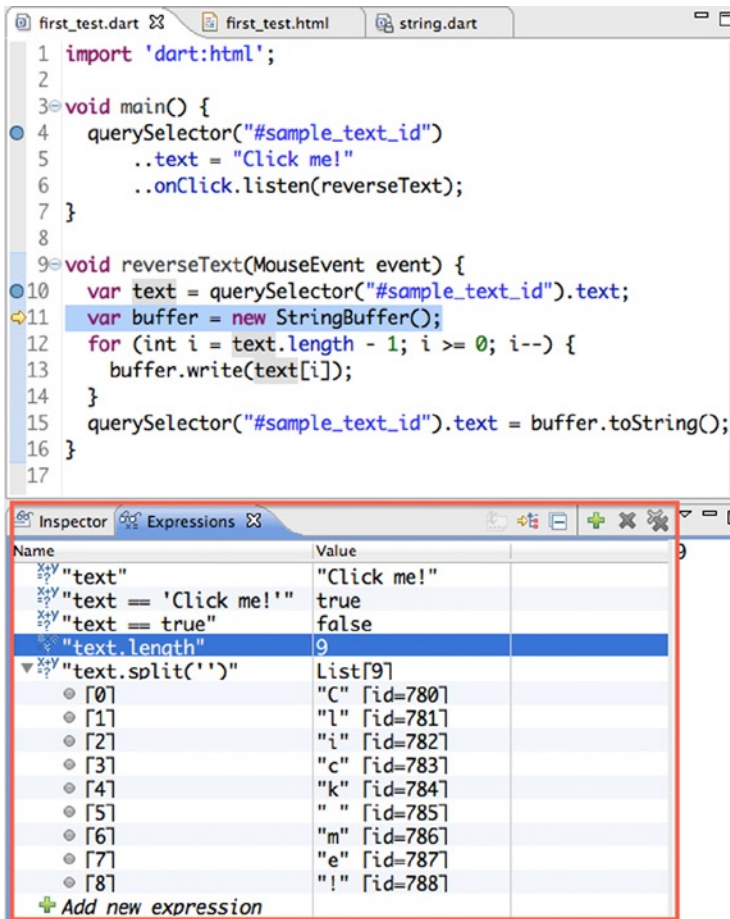 first_test.dart first_test.html string.dart
1 import 'dart:html';
2
3 void main() {
4 querySelector("#sample_text_id")
5 ..text = "Click me!"
6 ..onClick.listen(reverseText);
7 }
8
9 void reverseText(MouseEvent event) {
10 var text = querySelector("#sample_text_id").text;
11 var buffer = new StringBuffer();
12 for (int i = text.length - 1; i >= 0; i--) {
13 buffer.write(text[i]);
14 }
15 querySelector("#sample_text_id").text = buffer.toString();
16 }
17
Inspector Expressions
Name Value
9
"text" "Click me!"
"text == 'Click me!'" true
"text == true" false
"text.length" 9
"text.split('')" List[9]
[0] "C" [id=780]
[1] "l" [id=781]
[2] "i" [id=782]
[3] "c" [id=783]
[4] "k" [id=784]
[5] " " [id=785]
[6] "m" [id=786]
[7] "e" [id=787]
[8] "!" [id=788]
Add new expression